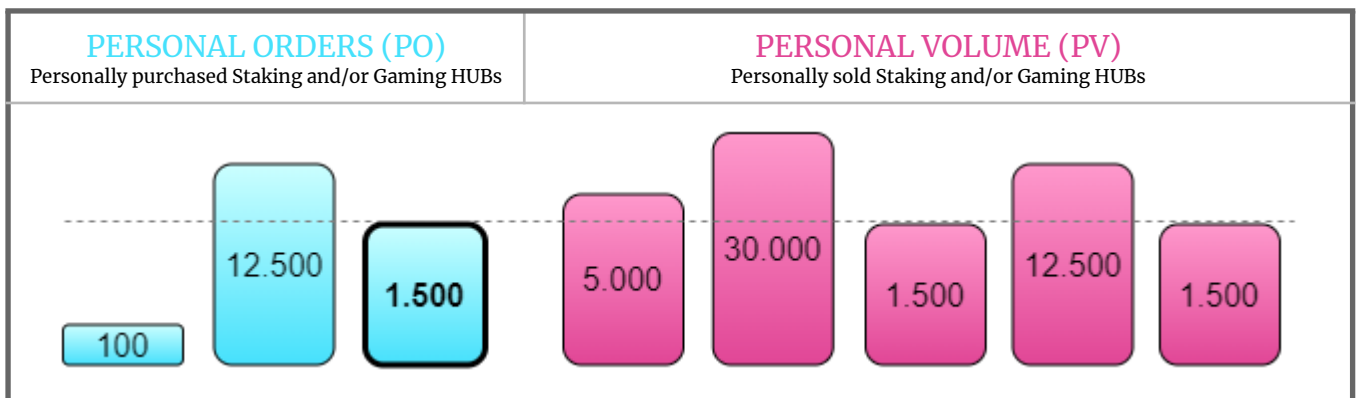 PERSONAL ORDERS (PO)
Personally purchased Staking and/or Gaming HUBs
PERSONAL VOLUME (PV)
Personally sold Staking and/or Gaming HUBs
100
12.500
1.500
5.000
30.000
1.500
12.500
1.500